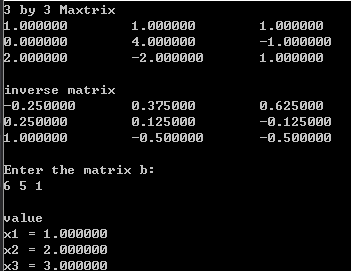 3 by 3 Maxtrix
1.000000 1.000000 1.000000
0.000000 4.000000 -1.000000
2.000000 -2.000000 1.000000
inverse matrix
-0.250000 0.375000 0.625000
0.250000 0.125000 -0.125000
1.000000 -0.500000 -0.500000
Enter the matrix b:
6 5 1
value
x1 = 1.000000
x2 = 2.000000
x3 = 3.000000